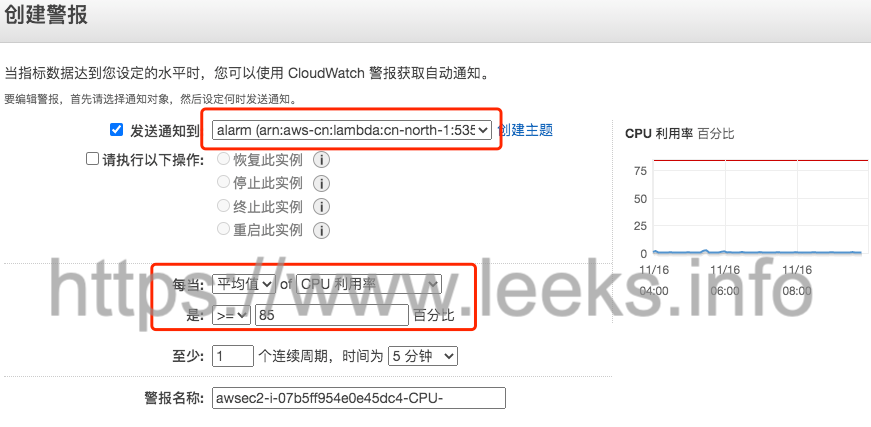 创建警报
当指标数据达到您设定的水平时，您可以使用 CloudWatch 警报获取自动通知。
要编辑警报，首先请选择通知对象，然后设定何时发送通知。
发送通知到 alarm (arn:aws-cn:lambda:cn-north-1:535 创建主题
请执行以下操作: 恢复此实例 i
停止此实例 i
终止此实例 i
重启此实例 i
每当: 平均值 of CPU 利用率
是: >= 85 百分比
至少: 1 个连续周期，时间为 5 分钟
警报名称: awsec2-i-07b5ff954e0e45dc4-CPU-
CPU 利用率 百分比
75
50
25
0
11/16 11/16 11/16
04:00 06:00 08:00
https://www.leeks.info